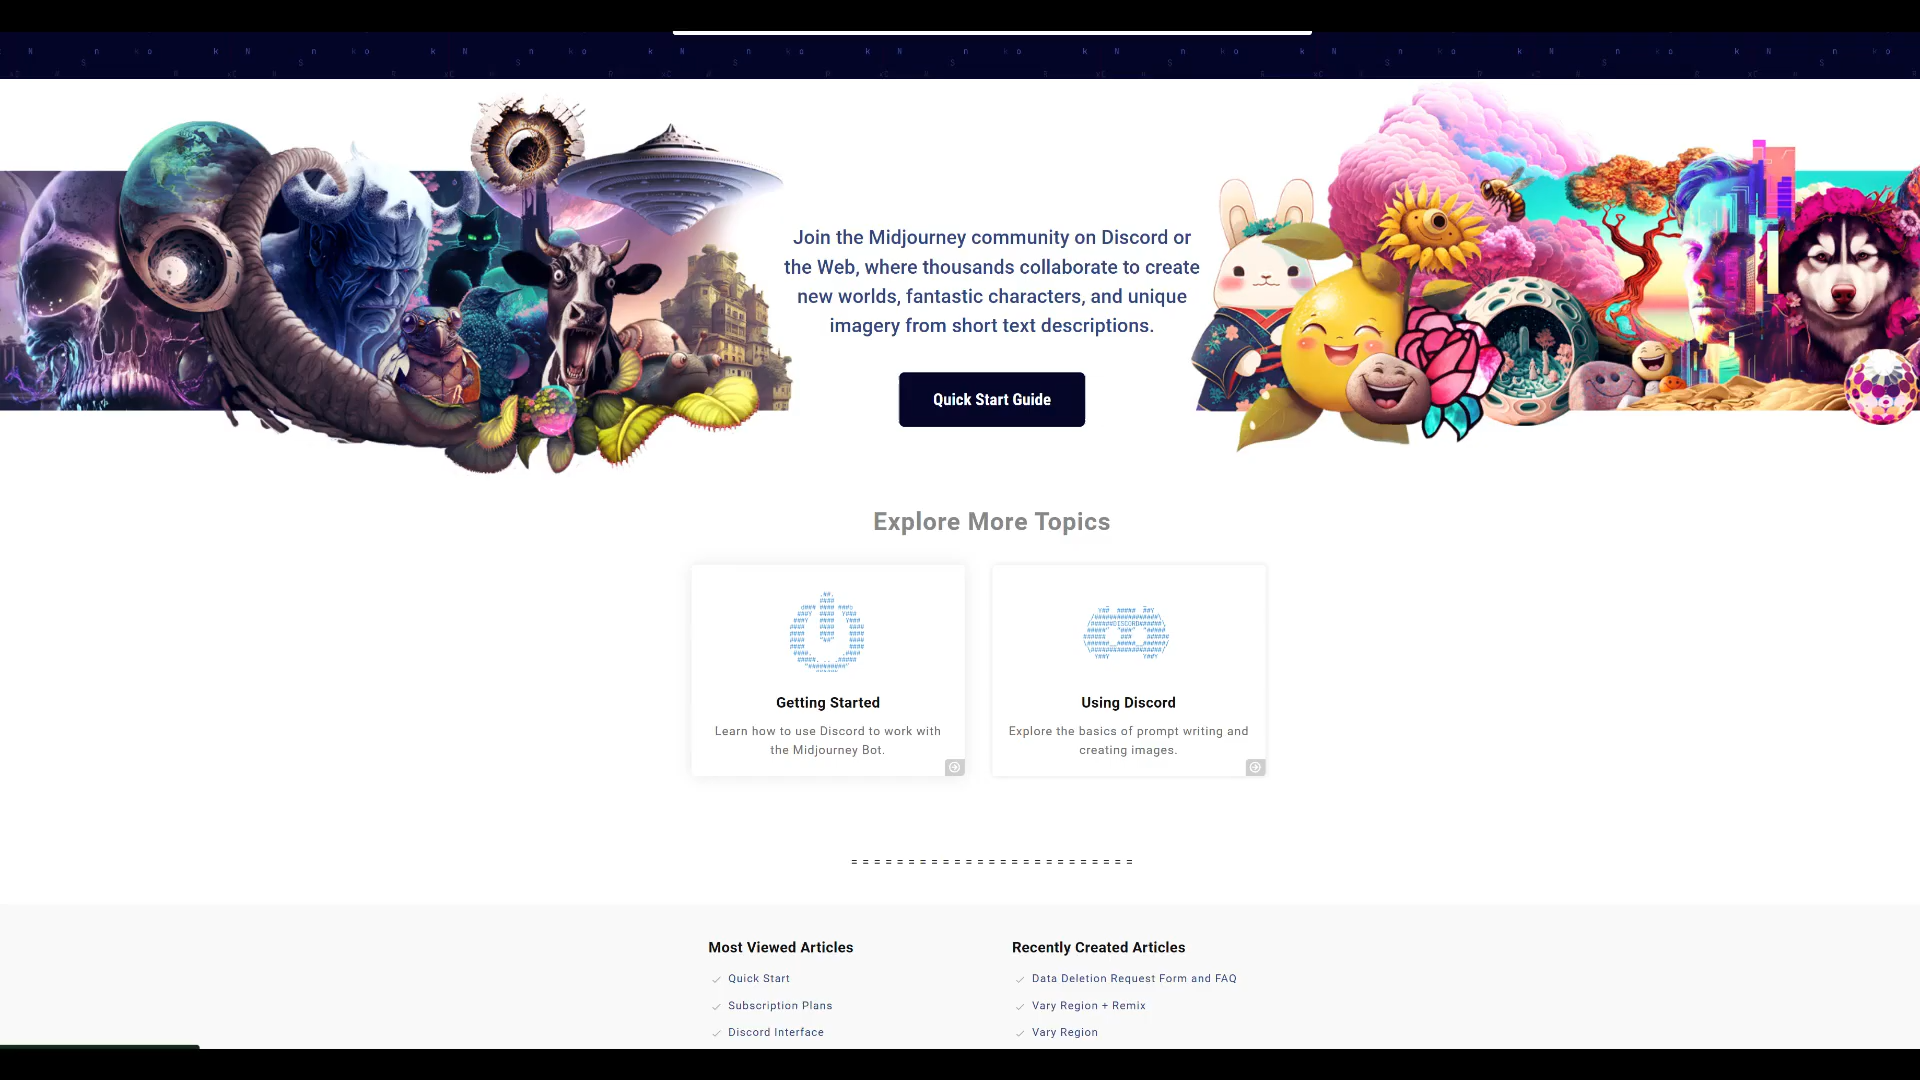 Join the Midjourney community on Discord or
the Web, where thousands collaborate to create
new worlds, fantastic characters, and unique
imagery from short text descriptions.
Quick Start Guide
Explore More Topics
Getting Started
Learn how to use Discord to work with
the Midjourney Bot.
Using Discord
Explore the basics of prompt writing and
creating images.
= = = = = = = = = = = = = = = = = = = = = = = = =
Most Viewed Articles
Quick Start
Subscription Plans
Discord Interface
Recently Created Articles
Data Deletion Request Form and FAQ
Vary Region + Remix
Vary Region